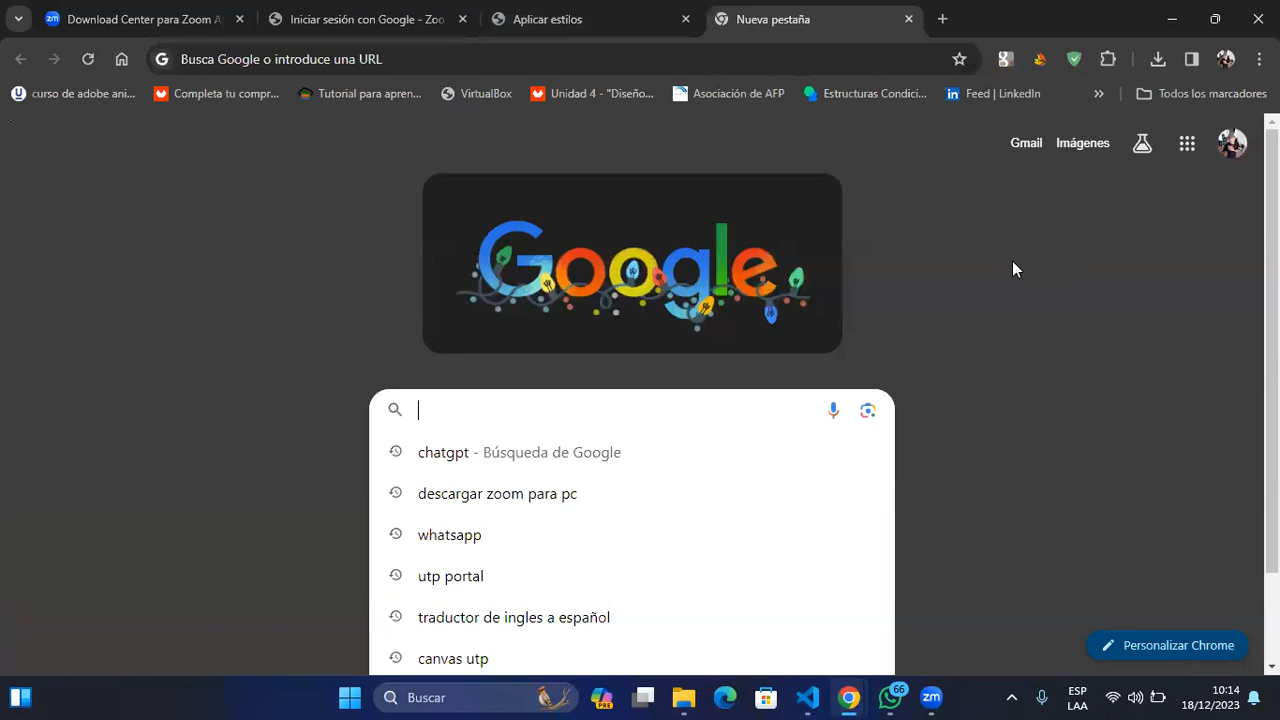 Download Center para Zoom A
Iniciar sesión con Google - Zoo
Aplicar estilos
Nueva pestaña
Busca Google o introduce una URL
curso de adobe ani...
Completa tu compr...
Tutorial para apren...
VirtualBox
Unidad 4 - "Diseño...
Asociación de AFP
Estructuras Condici...
Feed | LinkedIn
Todos los marcadores
Gmail
Imágenes
Google
chatgpt - Búsqueda de Google
descargar zoom para pc
whatsapp
utp portal
traductor de ingles a español
canvas utp
Personalizar Chrome
Buscar
PRE
66
zm
ESP
LAA
10:14
18/12/2023